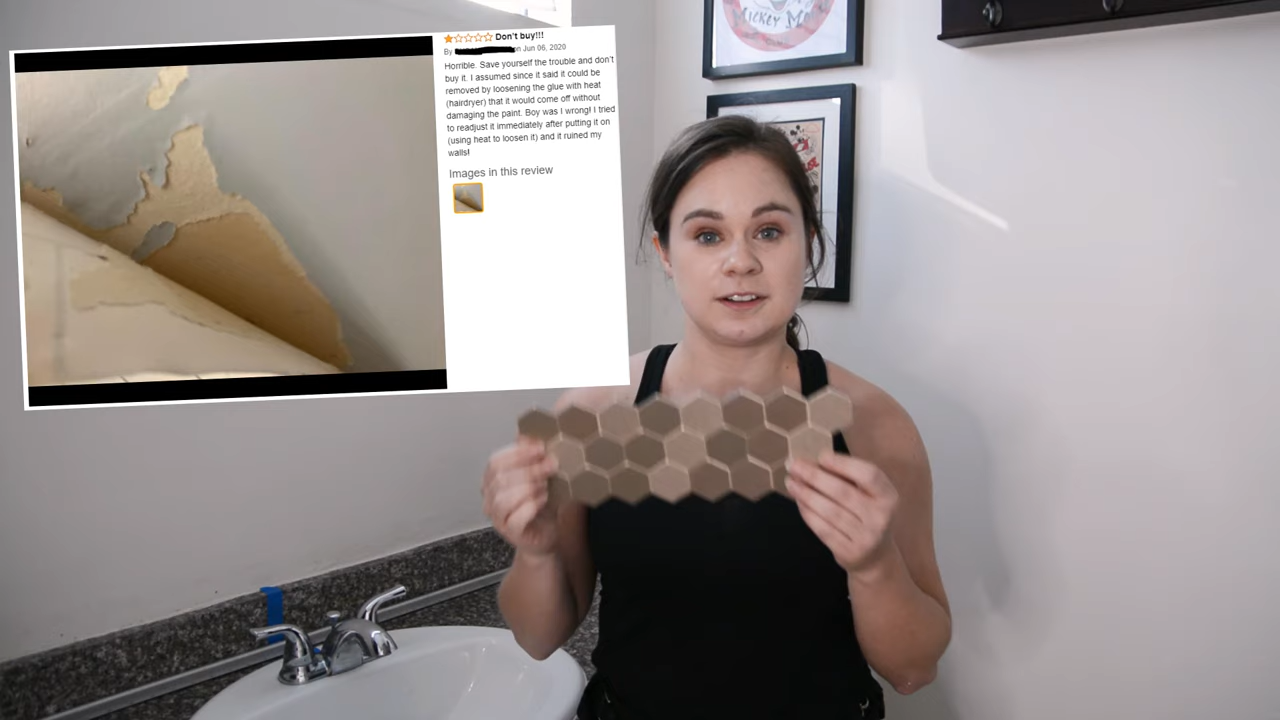 Don't buy!!!
By on Jun 06, 2020
Horrible. Save yourself the trouble and don't
buy it. I assumed since it said it could be
removed by loosening the glue with heat
(hairdryer) that it would come off without
damaging the paint. Boy was I wrong! I tried
to readjust it immediately after putting it on
(using heat to loosen it) and it ruined my
walls!
Images in this review
MICKEY MO